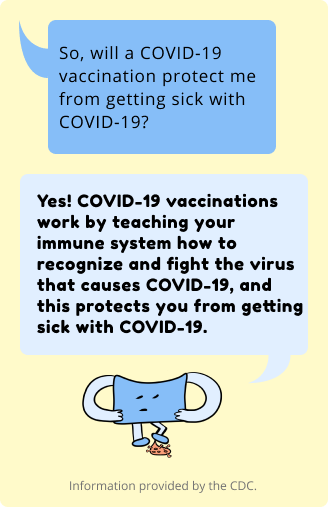 So, will a COVID-19
vaccination protect me
from getting sick with
COVID-19?
Yes! COVID-19 vaccinations
work by teaching your
immune system how to
recognize and fight the virus
that causes COVID-19, and
this protects you from getting
sick with COVID-19.
Information provided by the CDC.